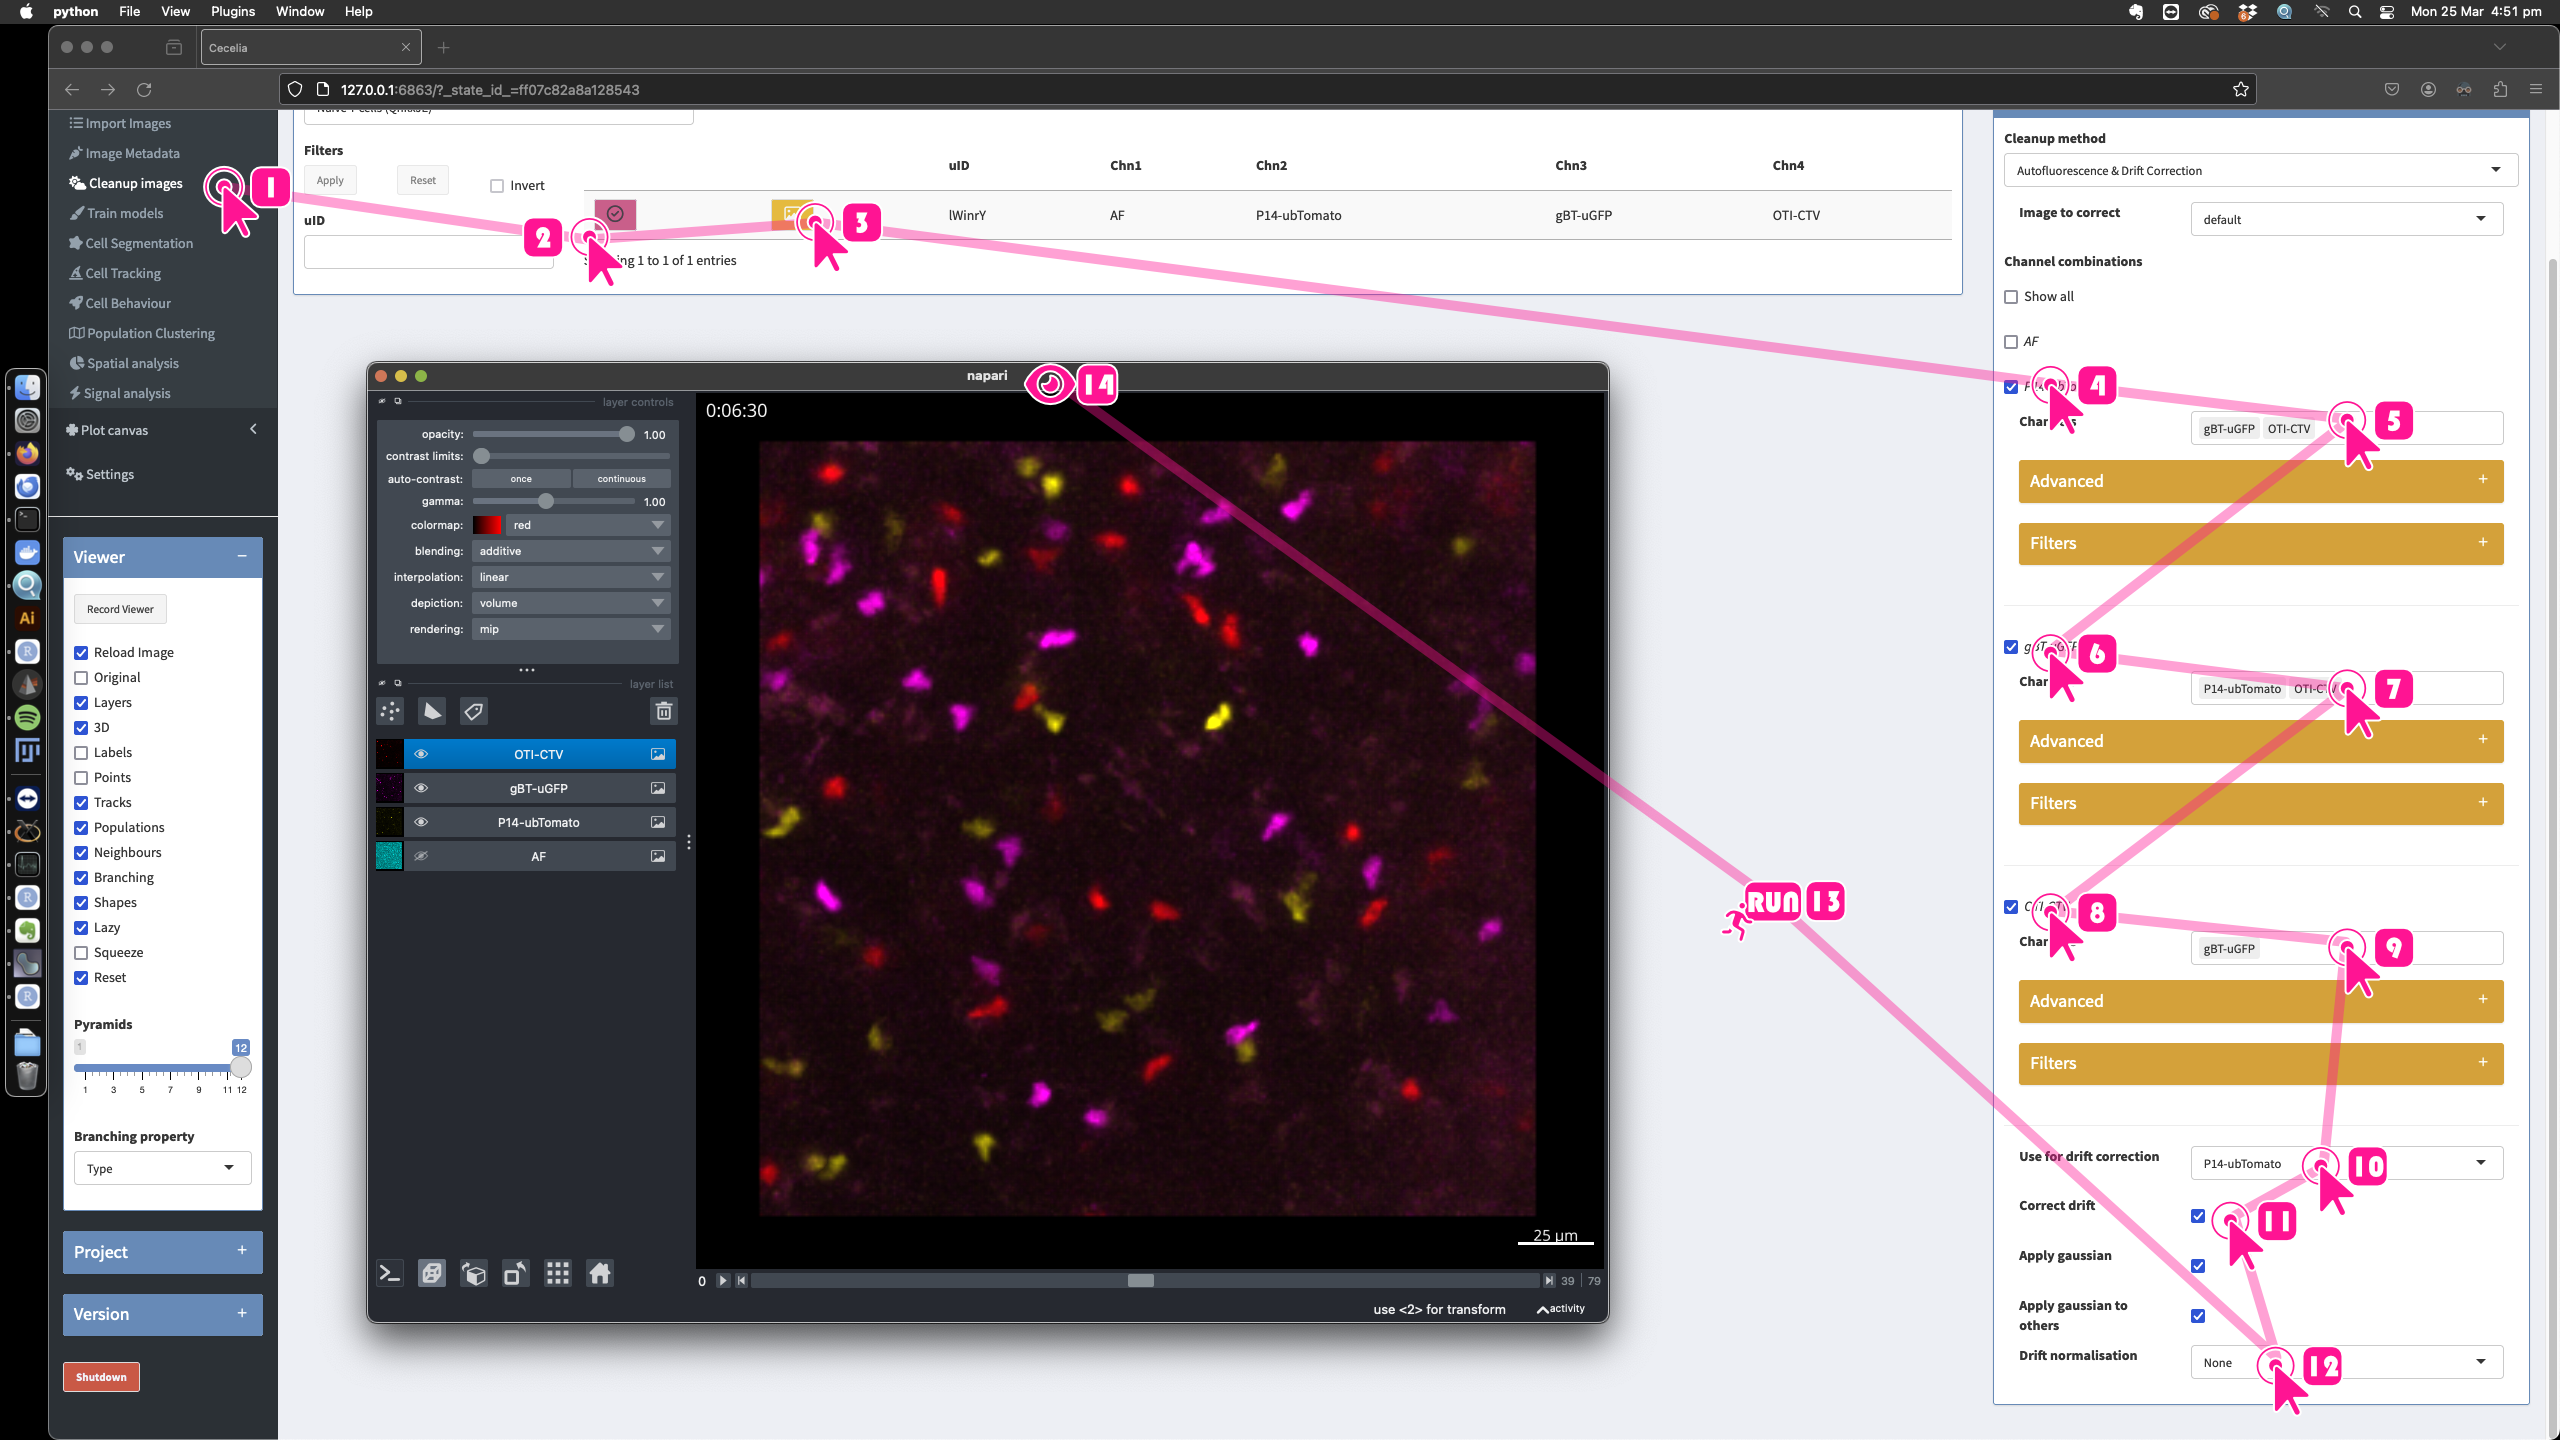 python File View Plugins Window Help
Mon 25 Mar 4:51 pm
Cecelia
127.0.0.1:6863/?_state_id_=ff07c82a8a128543
Import Images
Image Metadata
Cleanup images
Train models
Cell Segmentation
Cell Tracking
Cell Behaviour
Population Clustering
Spatial analysis
Signal analysis
Plot canvas
Settings
Viewer
Record Viewer
Reload Image
Original
Layers
3D
Labels
Points
Tracks
Populations
Neighbours
Branching
Shapes
Lazy
Squeeze
Reset
Pyramids
1 12
1 3 5 7 9 11 12
Branching property
Type
Project
Version
Shutdown
Filters
Apply Reset Invert
uID
uID Chn1 Chn2 Chn3 Chn4
lWinrY AF P14-ubTomato gBT-uGFP OTI-CTV
1 to 1 of 1 entries
1
2
3
napari
14
layer controls
opacity: 1.00
contrast limits:
auto-contrast: once continuous
gamma: 1.00
colormap: red
blending: additive
interpolation: linear
depiction: volume
rendering: mip
layer list
OTI-CTV
gBT-uGFP
P14-ubTomato
AF
0:06:30
25 µm
0 39 79
use <2> for transform activity
RUN 13
Cleanup method
Autofluorescence & Drift Correction
Image to correct default
Channel combinations
Show all
AF
4
gBT-uGFP OTI-CTV 5
Advanced
Filters
6
P14-ubTomato OTI-CTV 7
Advanced
Filters
8
gBT-uGFP 9
Advanced
Filters
Use for drift correction P14-ubTomato 10
Correct drift 11
Apply gaussian
Apply gaussian to
others
Drift normalisation None 12